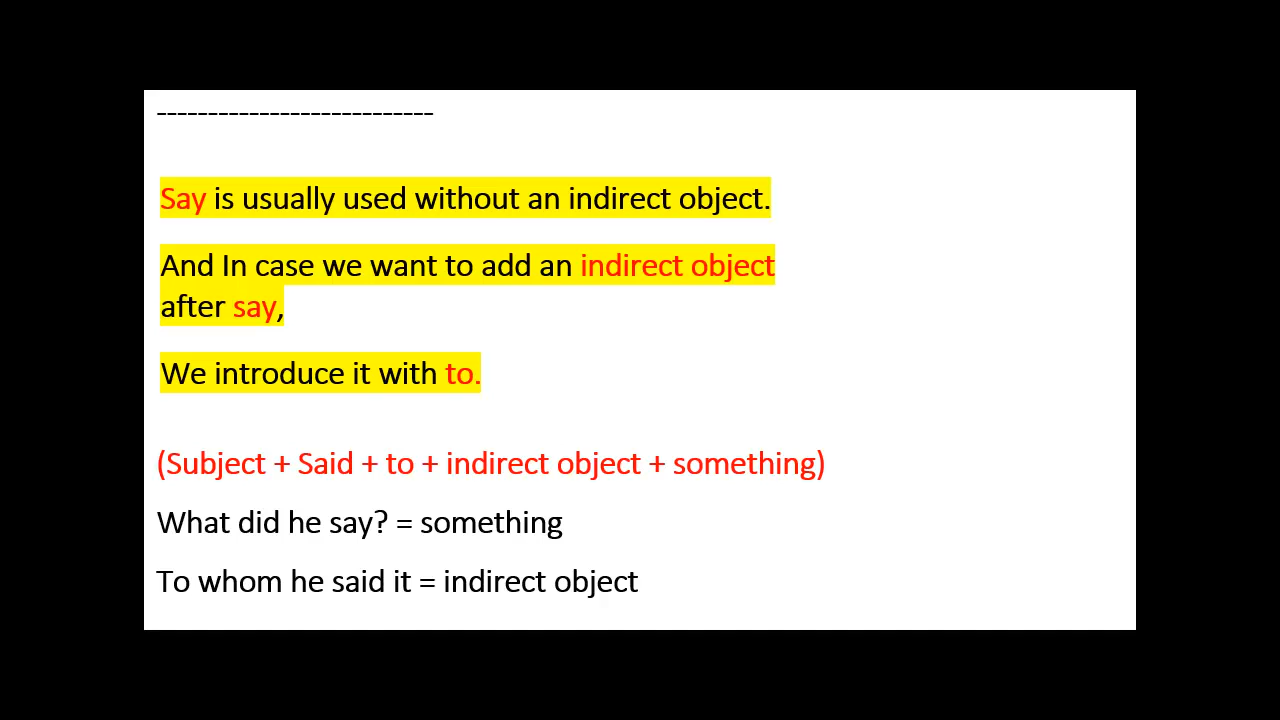 ---------------------------
Say is usually used without an indirect object.
And In case we want to add an indirect object
after say,
We introduce it with to.
(Subject + Said + to + indirect object + something)
What did he say? = something
To whom he said it = indirect object